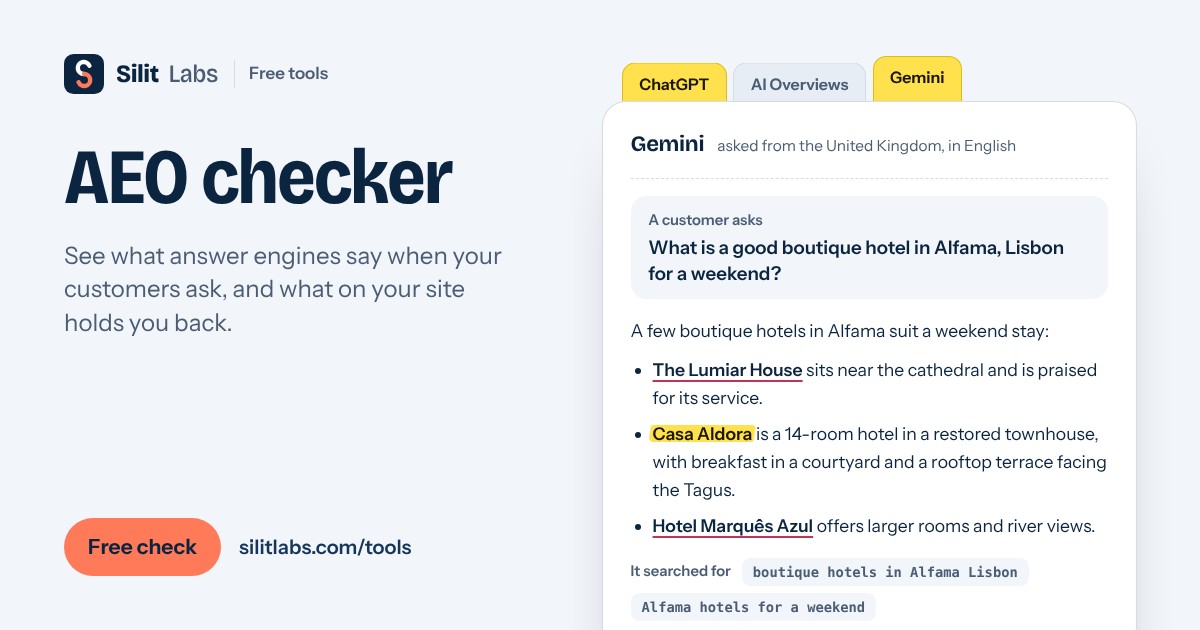 Silit Labs
Free tools
AEO checker
See what answer engines say when your
customers ask, and what on your site
holds you back.
Free check
silitlabs.com/tools
ChatGPT
AI Overviews
Gemini
Gemini asked from the United Kingdom, in English
A customer asks
What is a good boutique hotel in Alfama, Lisbon
for a weekend?
A few boutique hotels in Alfama suit a weekend stay:
• The Lumiar House sits near the cathedral and is praised
for its service.
• Casa Aldora is a 14-room hotel in a restored townhouse,
with breakfast in a courtyard and a rooftop terrace facing
the Tagus.
• Hotel Marquês Azul offers larger rooms and river views.
It searched for boutique hotels in Alfama Lisbon
Alfama hotels for a weekend